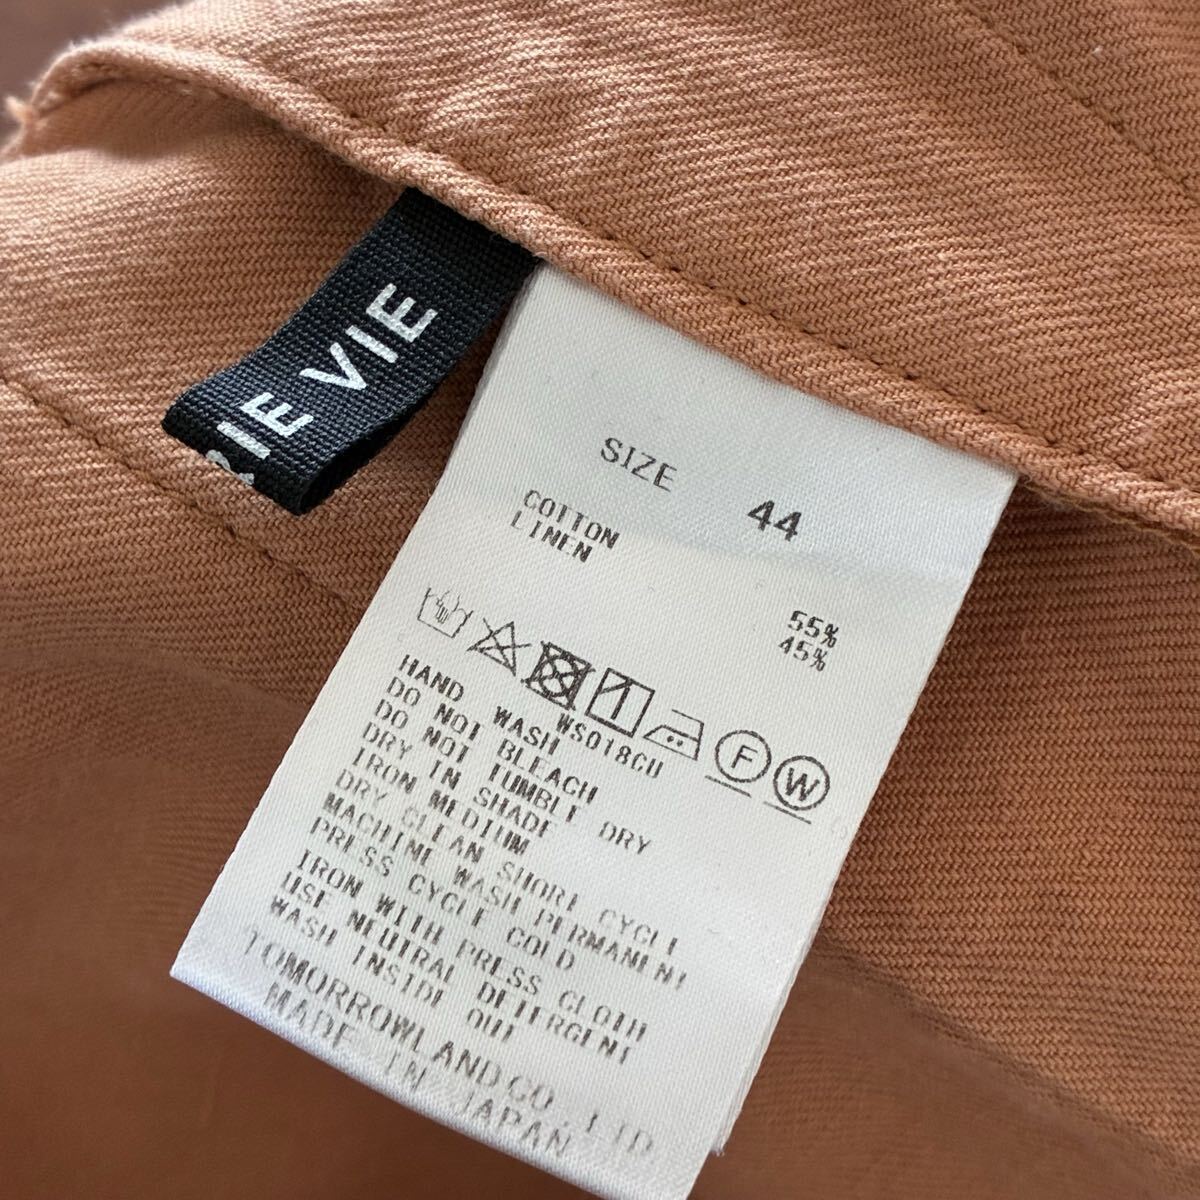 RIE VIE
SIZE 44
COTTON 55%
LINEN 45%
F W
WS018CU
HAND WASH
DO NOT BLEACH
DO NOT TUMBLE DRY
DRY IN SHADE
IRON MEDIUM
DRY CLEAN SHORT CYCLE
MACHINE WASH PERMANENT
PRESS CYCLE COLD
IRON WITH PRESS CLOTH
USE NEUTRAL DETERGENT
WASH INSIDE OUT
TOMORROWLAND CO., LTD
MADE IN JAPAN